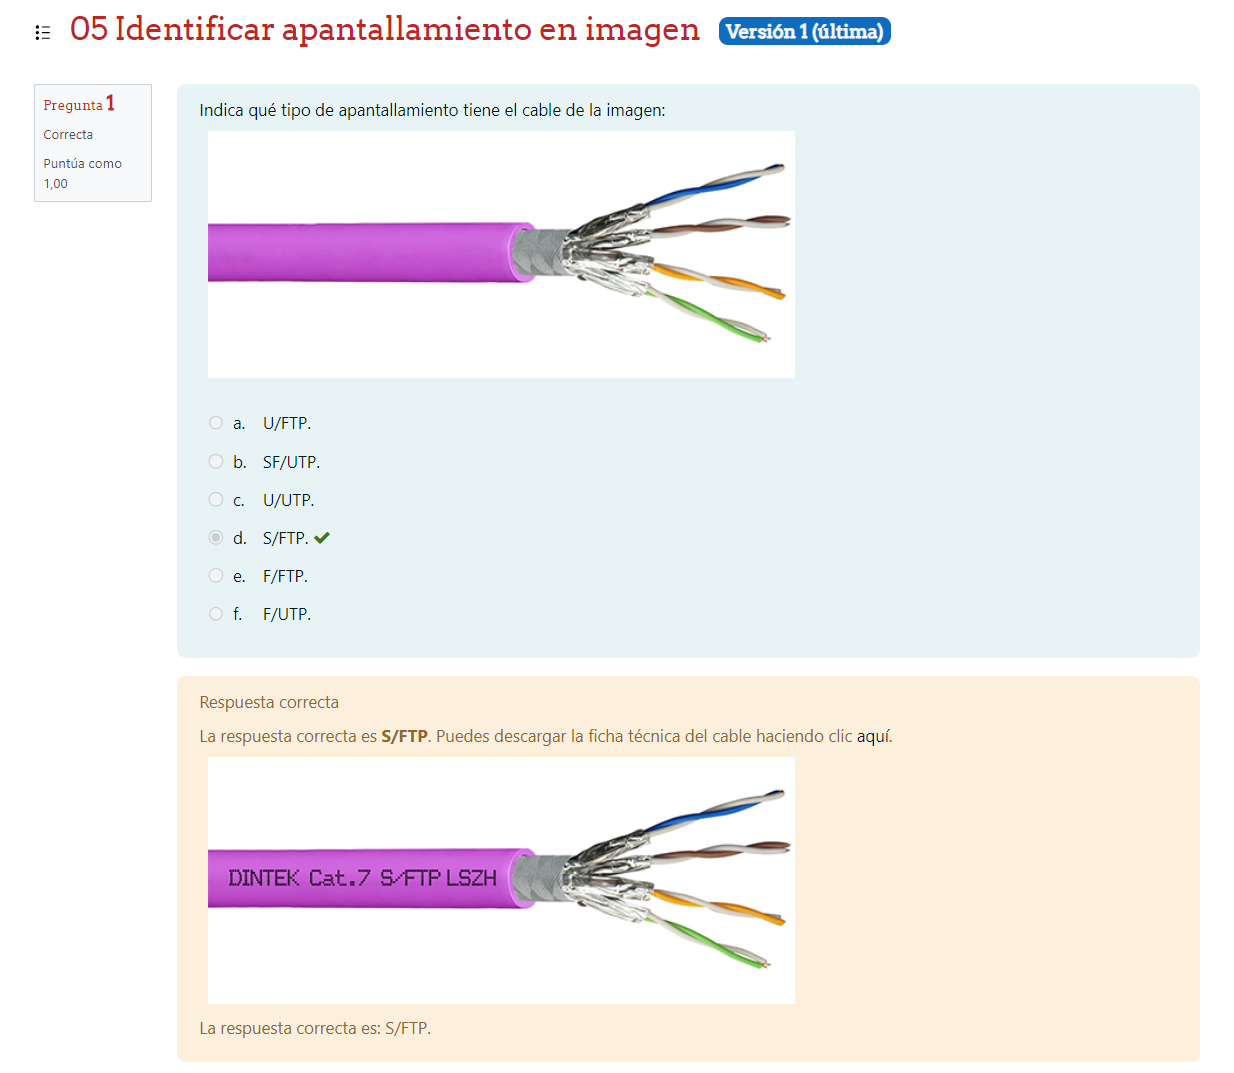 05 Identificar apantallamiento en imagen Versión 1 (última)
Pregunta 1
Correcta
Puntúa como
1,00
Indica qué tipo de apantallamiento tiene el cable de la imagen:
a. U/FTP.
b. SF/UTP.
c. U/UTP.
d. S/FTP.
e. F/FTP.
f. F/UTP.
Respuesta correcta
La respuesta correcta es S/FTP. Puedes descargar la ficha técnica del cable haciendo clic aquí.
DINTEK Cat.7 S/FTP LSZH
La respuesta correcta es: S/FTP.